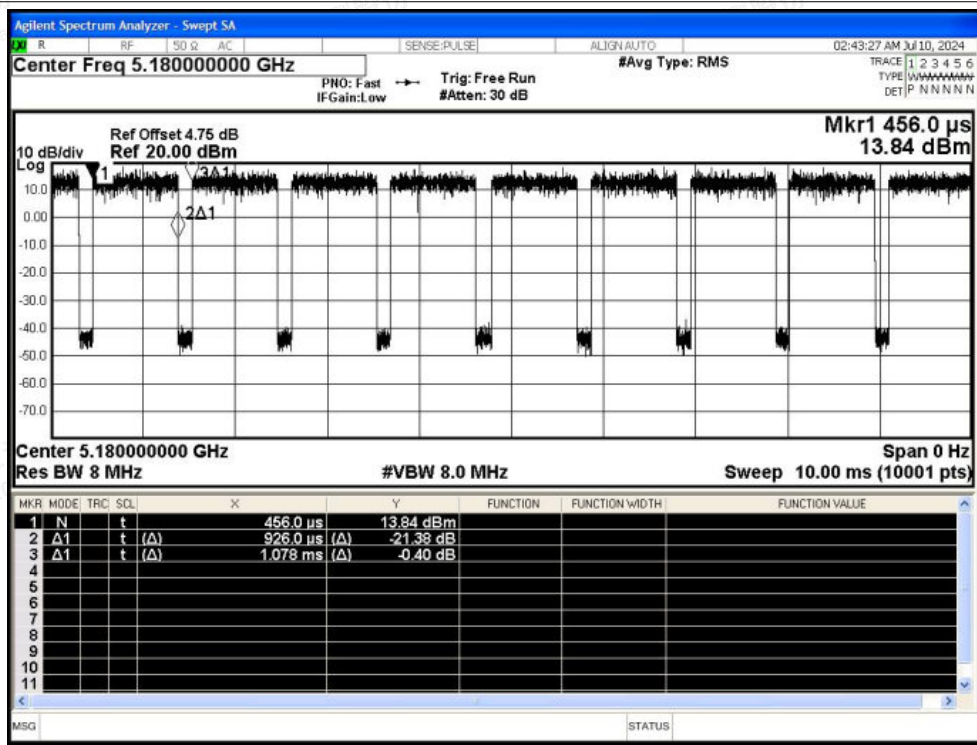 Agilent Spectrum Analyzer - Swept SA
LXI R RF 50 Ω AC SENSE:PULSE ALIGN AUTO 02:43:27 AM Jul 10, 2024
Center Freq 5.180000000 GHz #Avg Type: RMS TRACE 1 2 3 4 5 6
PNO: Fast Trig: Free Run TYPE
IFGain:Low #Atten: 30 dB DET P N N N N N
Mkr1 456.0 µs
13.84 dBm
Ref Offset 4.75 dB
10 dB/div Ref 20.00 dBm
Log
1 3Δ1
10.0
2Δ1
0.00
-10.0
-20.0
-30.0
-40.0
-50.0
-60.0
-70.0
Center 5.180000000 GHz Span 0 Hz
Res BW 8 MHz #VBW 8.0 MHz Sweep 10.00 ms (10001 pts)
MKR MODE TRC SCL X Y FUNCTION FUNCTION WIDTH FUNCTION VALUE
1 N t 456.0 µs 13.84 dBm
2 Δ1 t (Δ) 926.0 µs (Δ) -21.38 dB
3 Δ1 t (Δ) 1.078 ms (Δ) -0.40 dB
4
5
6
7
8
9
10
11
MSG STATUS